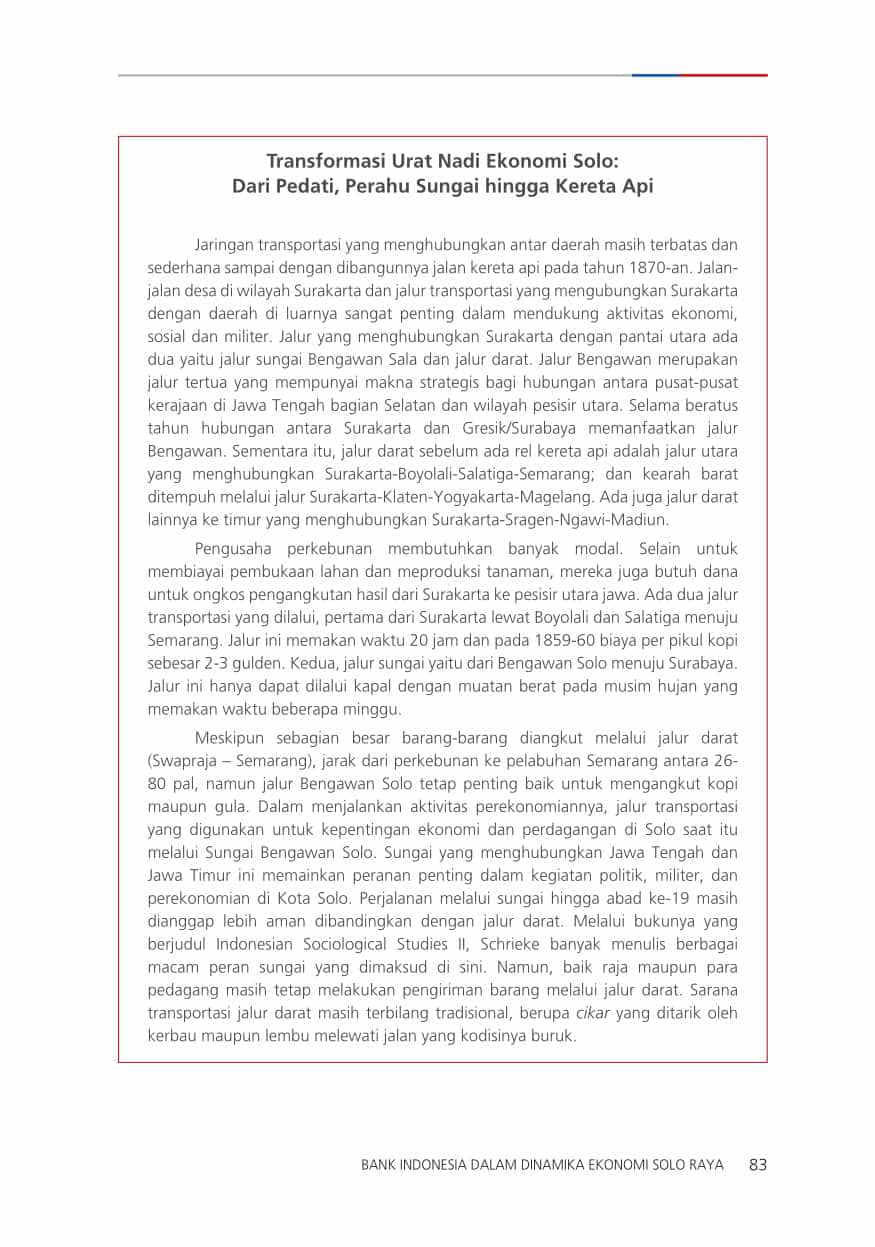 Transformasi Urat Nadi Ekonomi Solo:
Dari Pedati, Perahu Sungai hingga Kereta Api
Jaringan transportasi yang menghubungkan antar daerah masih terbatas dan
sederhana sampai dengan dibangunnya jalan kereta api pada tahun 1870-an. Jalan-
jalan desa di wilayah Surakarta dan jalur transportasi yang mengubungkan Surakarta
dengan daerah di luarnya sangat penting dalam mendukung aktivitas ekonomi,
sosial dan militer. Jalur yang menghubungkan Surakarta dengan pantai utara ada
dua yaitu jalur sungai Bengawan Sala dan jalur darat. Jalur Bengawan merupakan
jalur tertua yang mempunyai makna strategis bagi hubungan antara pusat-pusat
kerajaan di Jawa Tengah bagian Selatan dan wilayah pesisir utara. Selama beratus
tahun hubungan antara Surakarta dan Gresik/Surabaya memanfaatkan jalur
Bengawan. Sementara itu, jalur darat sebelum ada rel kereta api adalah jalur utara
yang menghubungkan Surakarta-Boyolali-Salatiga-Semarang; dan kearah barat
ditempuh melalui jalur Surakarta-Klaten-Yogyakarta-Magelang. Ada juga jalur darat
lainnya ke timur yang menghubungkan Surakarta-Sragen-Ngawi-Madiun.
Pengusaha perkebunan membutuhkan banyak modal. Selain untuk
membiayai pembukaan lahan dan meproduksi tanaman, mereka juga butuh dana
untuk ongkos pengangkutan hasil dari Surakarta ke pesisir utara jawa. Ada dua jalur
transportasi yang dilalui, pertama dari Surakarta lewat Boyolali dan Salatiga menuju
Semarang. Jalur ini memakan waktu 20 jam dan pada 1859-60 biaya per pikul kopi
sebesar 2-3 gulden. Kedua, jalur sungai yaitu dari Bengawan Solo menuju Surabaya.
Jalur ini hanya dapat dilalui kapal dengan muatan berat pada musim hujan yang
memakan waktu beberapa minggu.
Meskipun sebagian besar barang-barang diangkut melalui jalur darat
(Swapraja – Semarang), jarak dari perkebunan ke pelabuhan Semarang antara 26-
80 pal, namun jalur Bengawan Solo tetap penting baik untuk mengangkut kopi
maupun gula. Dalam menjalankan aktivitas perekonomiannya, jalur transportasi
yang digunakan untuk kepentingan ekonomi dan perdagangan di Solo saat itu
melalui Sungai Bengawan Solo. Sungai yang menghubungkan Jawa Tengah dan
Jawa Timur ini memainkan peranan penting dalam kegiatan politik, militer, dan
perekonomian di Kota Solo. Perjalanan melalui sungai hingga abad ke-19 masih
dianggap lebih aman dibandingkan dengan jalur darat. Melalui bukunya yang
berjudul Indonesian Sociological Studies II, Schrieke banyak menulis berbagai
macam peran sungai yang dimaksud di sini. Namun, baik raja maupun para
pedagang masih tetap melakukan pengiriman barang melalui jalur darat. Sarana
transportasi jalur darat masih terbilang tradisional, berupa cikar yang ditarik oleh
kerbau maupun lembu melewati jalan yang kodisinya buruk.
BANK INDONESIA DALAM DINAMIKA EKONOMI SOLO RAYA 83